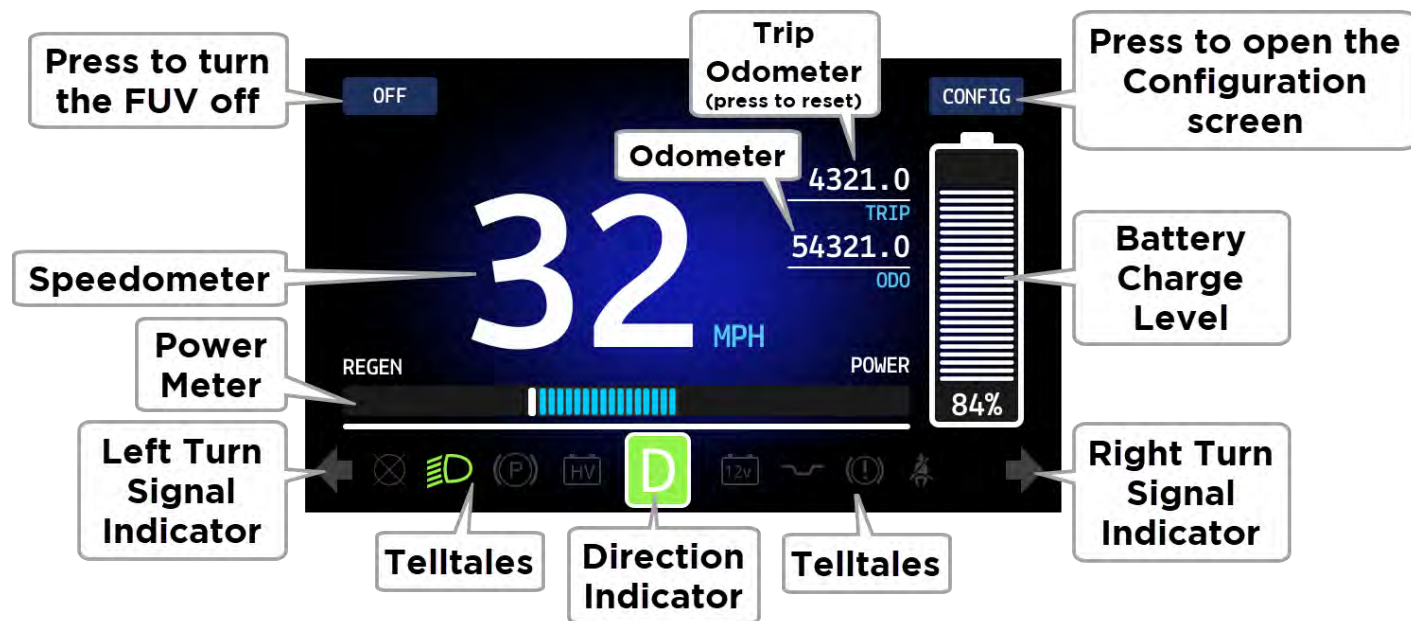 Press to turn
the FUV off
OFF
Trip
Odometer
(press to reset)
CONFIG
Press to open the
Configuration
screen
Odometer
4321.0
TRIP
54321.0
ODO
32
MPH
Speedometer
Battery
Charge
Level
Power
Meter
REGEN
POWER
84%
Left Turn
Signal
Indicator
(P)
HV
D
12v
(!)
Right Turn
Signal
Indicator
Telltales
Direction
Indicator
Telltales